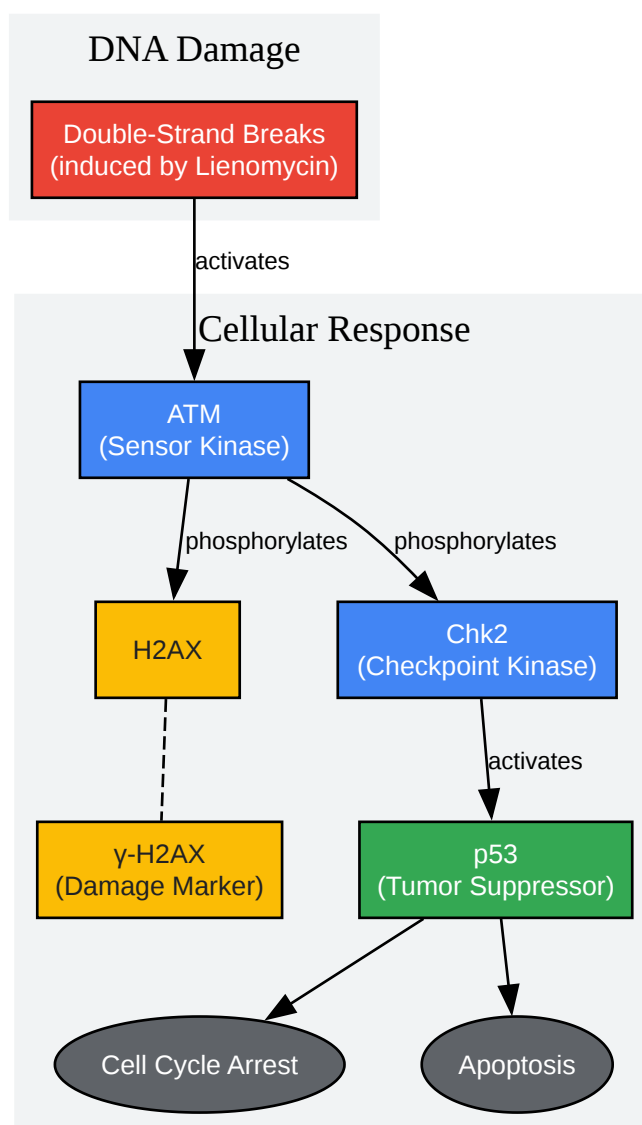 DNA Damage
Double-Strand Breaks
(induced by Lienomycin)
activates
Cellular Response
ATM
(Sensor Kinase)
phosphorylates
phosphorylates
H2AX
Chk2
(Checkpoint Kinase)
activates
γ-H2AX
(Damage Marker)
p53
(Tumor Suppressor)
Cell Cycle Arrest
Apoptosis